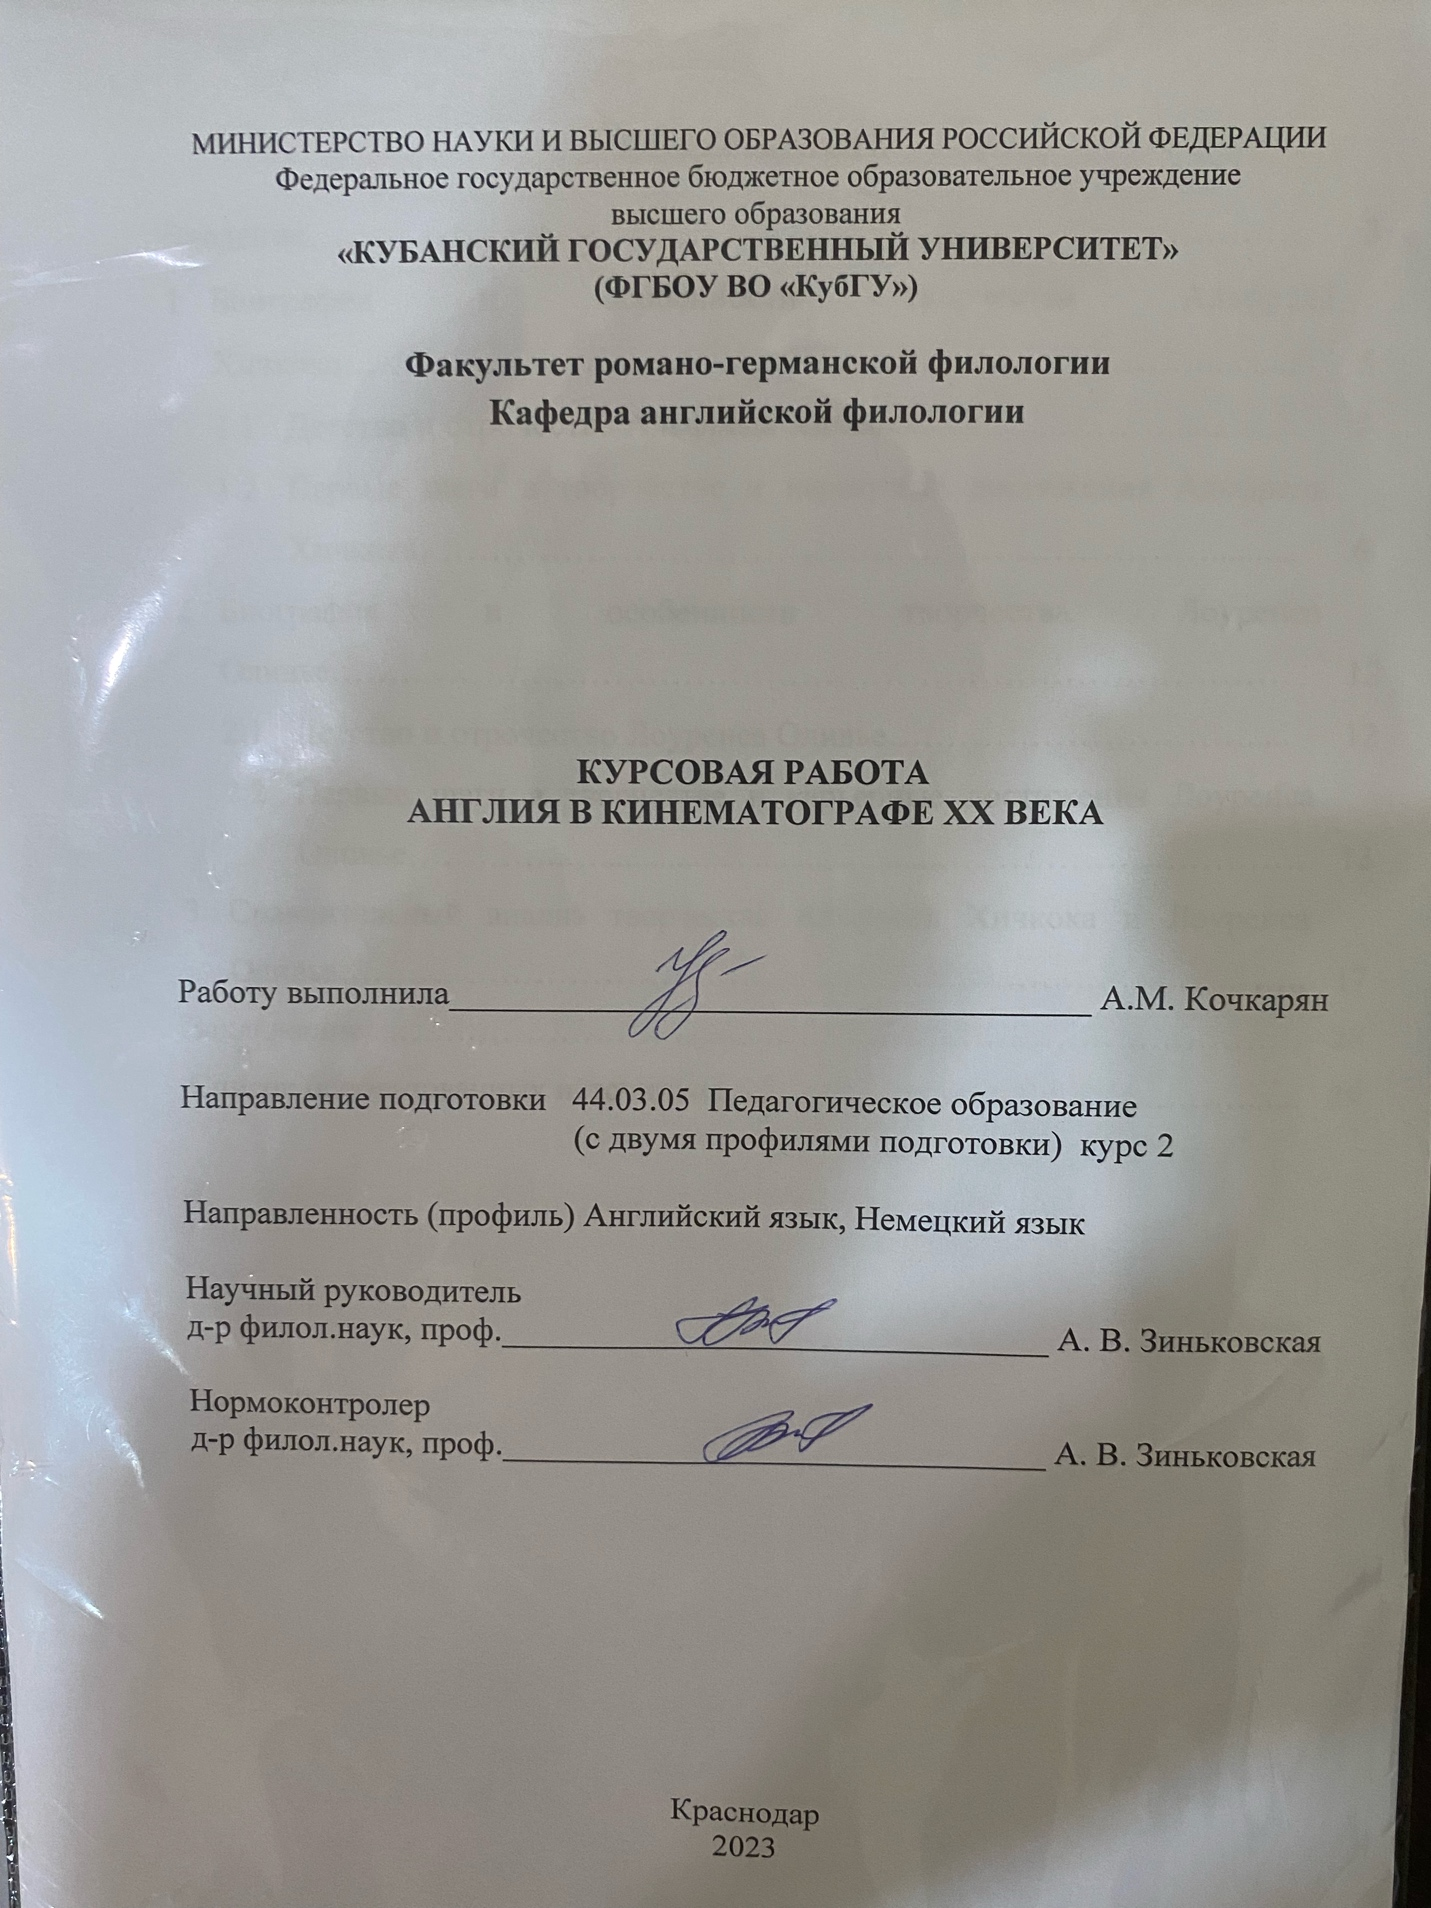 МИНИСТЕРСТВО НАУКИ И ВЫСШЕГО ОБРАЗОВАНИЯ РОССИЙСКОЙ ФЕДЕРАЦИИ
Федеральное государственное бюджетное образовательное учреждение
высшего образования
«КУБАНСКИЙ ГОСУДАРСТВЕННЫЙ УНИВЕРСИТЕТ»
(ФГБОУ ВО «КубГУ»)
Факультет романо-германской филологии
Кафедра английской филологии
КУРСОВАЯ РАБОТА
АНГЛИЯ В КИНЕМАТОГРАФЕ XX ВЕКА
Работу выполнила А.М. Кочкарян
Направление подготовки 44.03.05 Педагогическое образование
(с двумя профилями подготовки) курс 2
Направленность (профиль) Английский язык, Немецкий язык
Научный руководитель
д-р филол.наук, проф. А. В. Зиньковская
Нормоконтролер
д-р филол.наук, проф. А. В. Зиньковская
Краснодар
2023